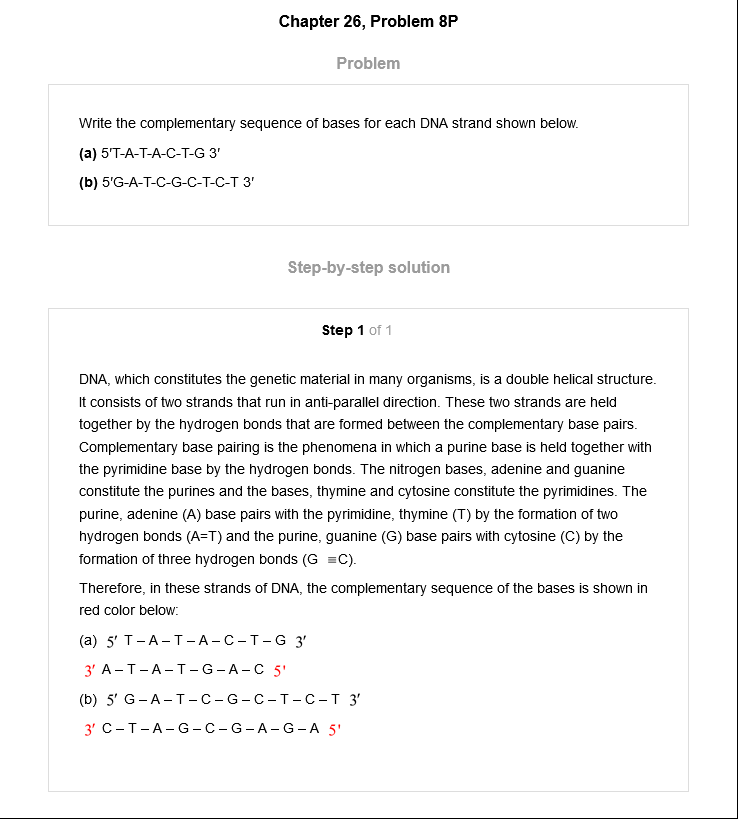 Chapter 26, Problem 8P
Problem
Write the complementary sequence of bases for each DNA strand shown below.
(a) 5′T-A-T-A-C-T-G 3′
(b) 5′G-A-T-C-G-C-T-C-T 3′
Step-by-step solution
Step 1 of 1
DNA, which constitutes the genetic material in many organisms, is a double helical structure.
It consists of two strands that run in anti-parallel direction. These two strands are held
together by the hydrogen bonds that are formed between the complementary base pairs.
Complementary base pairing is the phenomena in which a purine base is held together with
the pyrimidine base by the hydrogen bonds. The nitrogen bases, adenine and guanine
constitute the purines and the bases, thymine and cytosine constitute the pyrimidines. The
purine, adenine (A) base pairs with the pyrimidine, thymine (T) by the formation of two
hydrogen bonds (A=T) and the purine, guanine (G) base pairs with cytosine (C) by the
formation of three hydrogen bonds (G ≡C).
Therefore, in these strands of DNA, the complementary sequence of the bases is shown in
red color below:
(a) 5′ T – A – T – A – C – T – G 3′
3′ A – T – A – T – G – A – C 5'
(b) 5′ G – A – T – C – G – C – T – C – T 3′
3′ C – T – A – G – C – G – A – G – A 5'